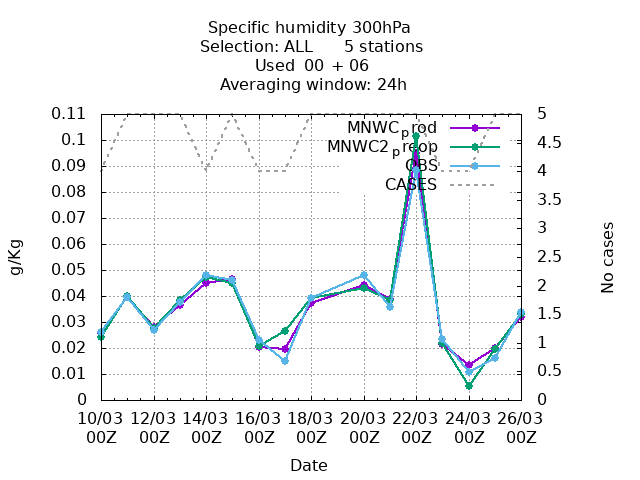 Specific humidity 300hPa
Selection: ALL 5 stations
Used 00 + 06
Averaging window: 24h
0.11
0.1
0.09
0.08
0.07
0.06
0.05
0.04
0.03
0.02
0.01
0
g/Kg
MNWCprod
MNWC2preop
OBS
CASES
5
4.5
4
3.5
3
2.5
2
1.5
1
0.5
0
No cases
10/03 12/03 14/03 16/03 18/03 20/03 22/03 24/03 26/03
00Z 00Z 00Z 00Z 00Z 00Z 00Z 00Z 00Z
Date